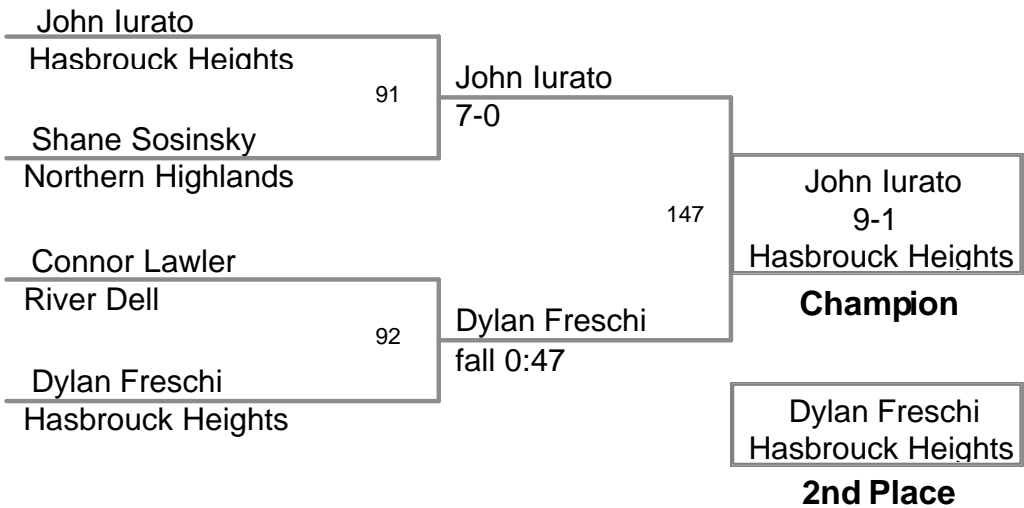 John Iurato
Hasbrouck Heights
91
Shane Sosinsky
Northern Highlands
John Iurato
7-0
Connor Lawler
River Dell
92
Dylan Freschi
Hasbrouck Heights
Dylan Freschi
fall 0:47
147
John Iurato
9-1
Hasbrouck Heights
Champion
Dylan Freschi
Hasbrouck Heights
2nd Place